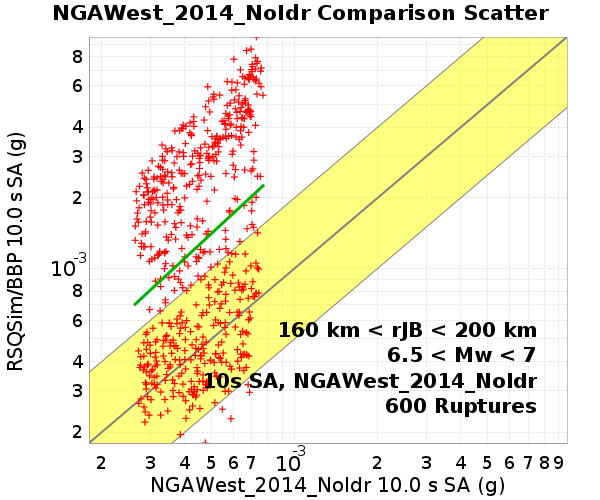 NGAWest_2014_NoIdr Comparison Scatter
RSQSim/BBP 10.0 s SA (g)
8
6
4
3
2
10-3
8
6
4
3
2
160 km < rJB < 200 km
6.5 < Mw < 7
10s SA, NGAWest_2014_NoIdr
600 Ruptures
2 3 4 5 6 7 10-3 2 3 4 5 6 7 8 9
NGAWest_2014_NoIdr 10.0 s SA (g)